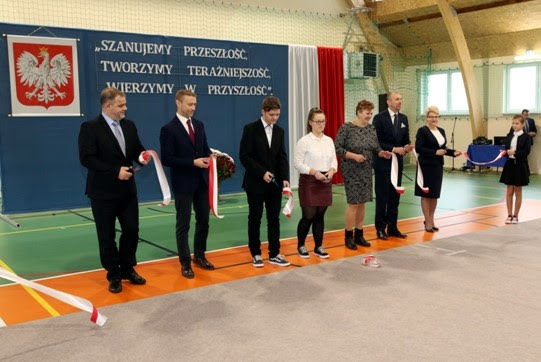 „SZANUJEMY PRZESZŁOŚĆ,
TWORZYMY TERAŹNIEJSZOŚĆ,
WIERZYMY W PRZYSZŁOŚĆ."